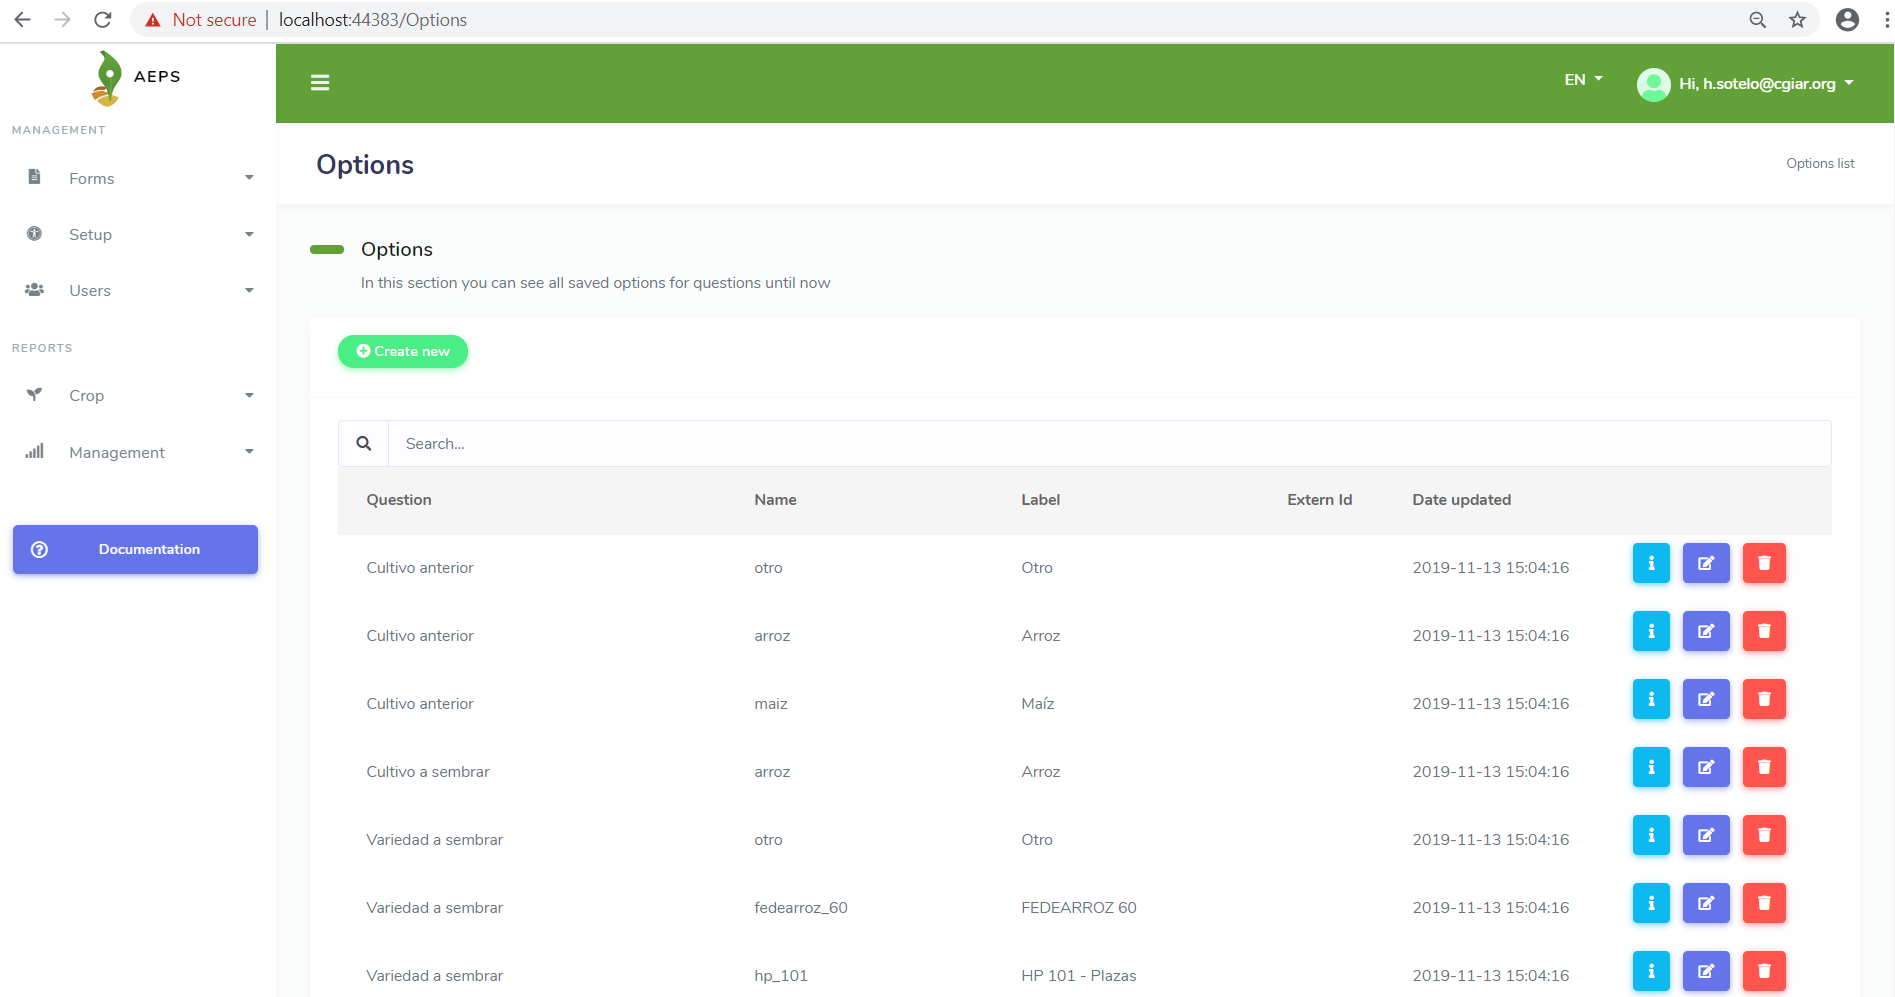 Not secure | localhost:44383/Options
AEPS
MANAGEMENT
Forms
Setup
Users
REPORTS
Crop
Management
Documentation
EN
Hi, h.sotelo@cgiar.org
Options
Options list
Options
In this section you can see all saved options for questions until now
Create new
Search...
Question Name Label Extern Id Date updated
Cultivo anterior otro Otro 2019-11-13 15:04:16
Cultivo anterior arroz Arroz 2019-11-13 15:04:16
Cultivo anterior maiz Maíz 2019-11-13 15:04:16
Cultivo a sembrar arroz Arroz 2019-11-13 15:04:16
Variedad a sembrar otro Otro 2019-11-13 15:04:16
Variedad a sembrar fedearroz_60 FEDEARROZ 60 2019-11-13 15:04:16
Variedad a sembrar hp_101 HP 101 - Plazas 2019-11-13 15:04:16